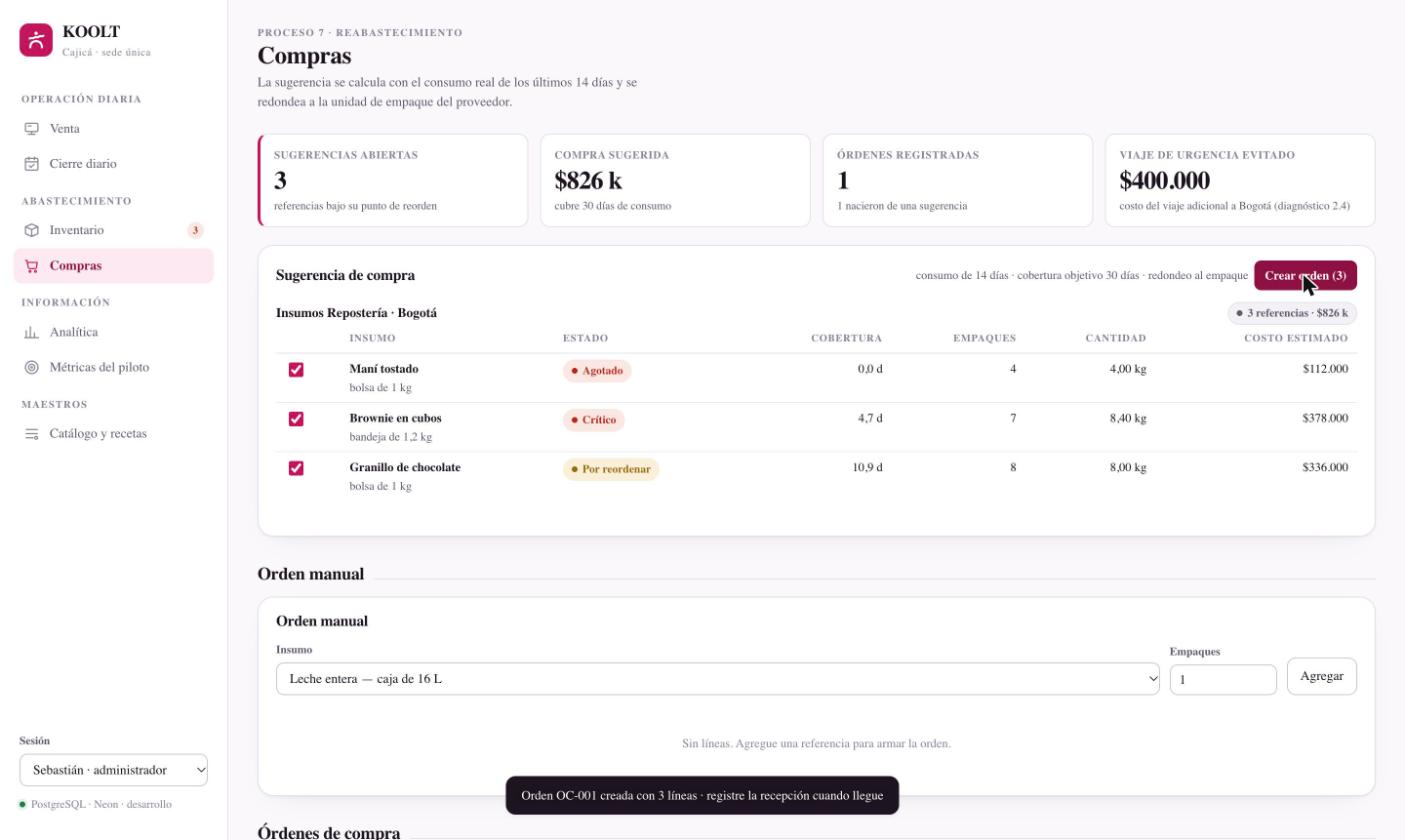 KOOLT
Cajicá · sede única
OPERACIÓN DIARIA
Venta
Cierre diario
ABASTECIMIENTO
Inventario 3
Compras
INFORMACIÓN
Analítica
Métricas del piloto
MAESTROS
Catálogo y recetas
Sesión
Sebastián · administrador
PostgreSQL · Neon · desarrollo
PROCESO 7 · REABASTECIMIENTO
Compras
La sugerencia se calcula con el consumo real de los últimos 14 días y se
redondea a la unidad de empaque del proveedor.
SUGERENCIAS ABIERTAS
3
referencias bajo su punto de reorden
COMPRA SUGERIDA
$826 k
cubre 30 días de consumo
ÓRDENES REGISTRADAS
1
1 nacieron de una sugerencia
VIAJE DE URGENCIA EVITADO
$400.000
costo del viaje adicional a Bogotá (diagnóstico 2.4)
Sugerencia de compra
consumo de 14 días · cobertura objetivo 30 días · redondeo al empaque
Crear orden (3)
Insumos Repostería · Bogotá
3 referencias · $826 k
INSUMO ESTADO COBERTURA EMPAQUES CANTIDAD COSTO ESTIMADO
Maní tostado Agotado 0,0 d 4 4,00 kg $112.000
bolsa de 1 kg
Brownie en cubos Crítico 4,7 d 7 8,40 kg $378.000
bandeja de 1,2 kg
Granillo de chocolate Por reordenar 10,9 d 8 8,00 kg $336.000
bolsa de 1 kg
Orden manual
Orden manual
Insumo Empaques
Leche entera — caja de 16 L 1 Agregar
Sin líneas. Agregue una referencia para armar la orden.
Orden OC-001 creada con 3 líneas · registre la recepción cuando llegue
Órdenes de compra